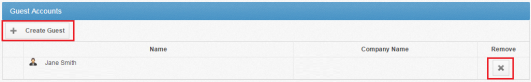 Guest Accounts
Create Guest
Name Company Name Remove
Jane Smith